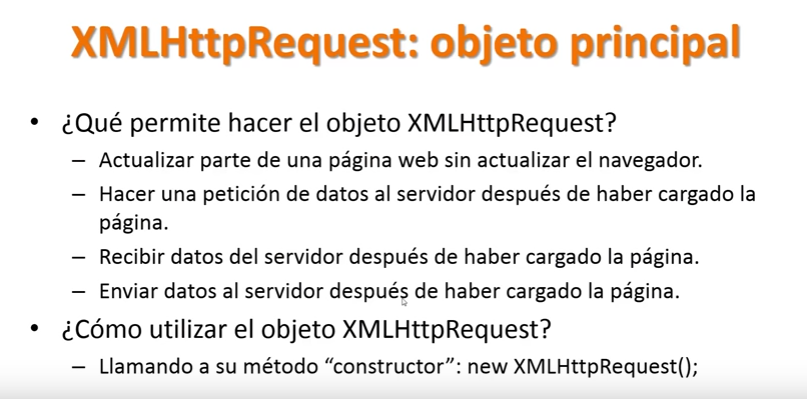 XMLHttpRequest: objeto principal
• ¿Qué permite hacer el objeto XMLHttpRequest?
– Actualizar parte de una página web sin actualizar el navegador.
– Hacer una petición de datos al servidor después de haber cargado la
página.
– Recibir datos del servidor después de haber cargado la página.
– Enviar datos al servidor después de haber cargado la página.
• ¿Cómo utilizar el objeto XMLHttpRequest?
– Llamando a su método “constructor”: new XMLHttpRequest();